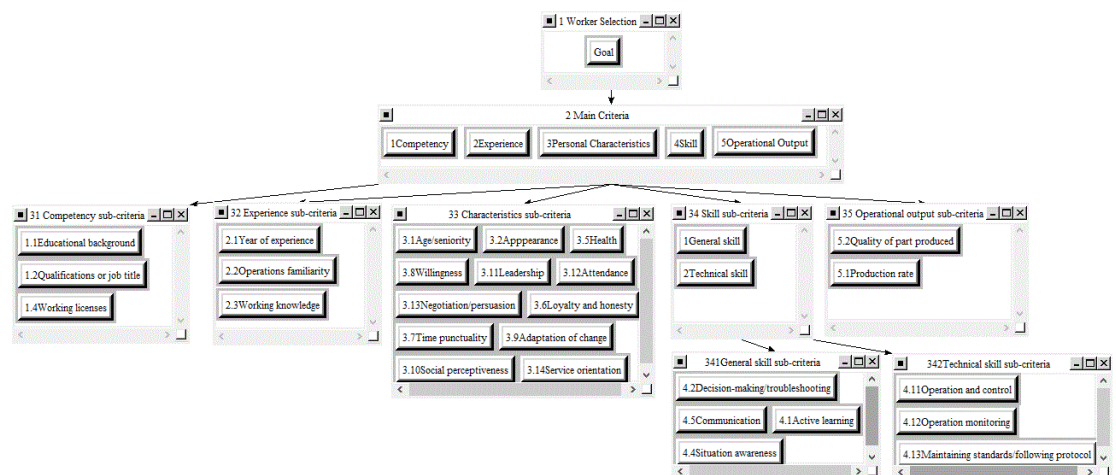 1 Worker Selection
Goal
2 Main Criteria
1Competency
2Experience
3Personal Characteristics
4Skill
5Operational Output
31 Competency sub-criteria
1.1Educational background
1.2Qualifications or job title
1.4Working licenses
32 Experience sub-criteria
2.1Year of experience
2.2Operations familiarity
2.3Working knowledge
33 Characteristics sub-criteria
3.1Age/seniority
3.2Apppearance
3.5Health
3.8Willingness
3.11Leadership
3.12Attendance
3.13Negotiation/persuasion
3.6Loyalty and honesty
3.7Time punctuality
3.9Adaptation of change
3.10Social perceptiveness
3.14Service orientation
34 Skill sub-criteria
1General skill
2Technical skill
35 Operational output sub-criteria
5.2Quality of part produced
5.1Production rate
341General skill sub-criteria
4.2Decision-making/troubleshooting
4.5Communication
4.1Active learning
4.4Situation awareness
342Technical skill sub-criteria
4.11Operation and control
4.12Operation monitoring
4.13Maintaining standards/following protocol